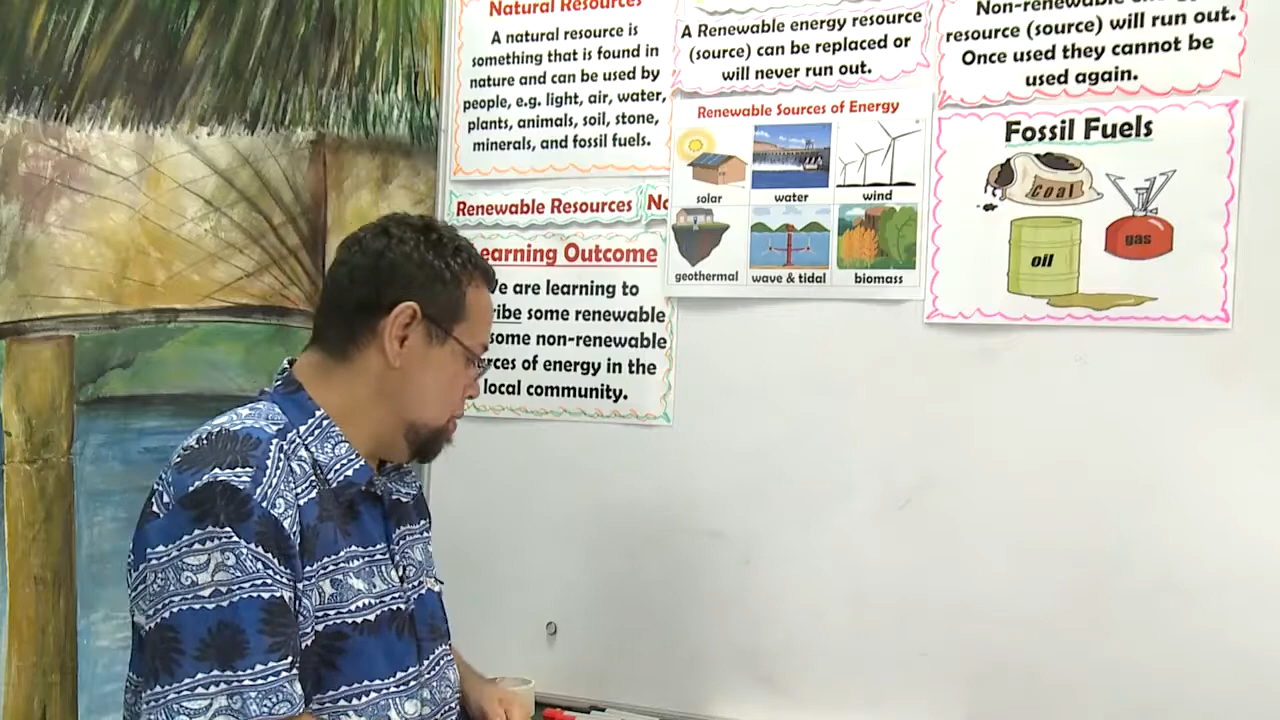 Natural Resources
A natural resource is
something that is found in
nature and can be used by
people, e.g. light, air, water,
plants, animals, soil, stone,
minerals, and fossil fuels.
Renewable Resources
earning Outcome
e are learning to
ribe some renewable
some non-renewable
rces of energy in the
local community.
A Renewable energy resource
(source) can be replaced or
will never run out.
Renewable Sources of Energy
solar
water
wind
geothermal
wave & tidal
biomass
Non-renewable
resource (source) will run out.
Once used they cannot be
used again.
Fossil Fuels
Coal
gas
oil